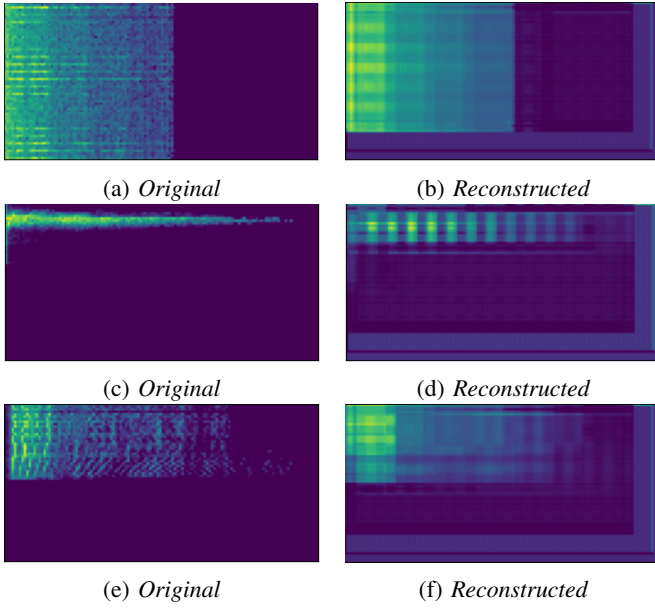 (a) Original
(b) Reconstructed
(c) Original
(d) Reconstructed
(e) Original
(f) Reconstructed